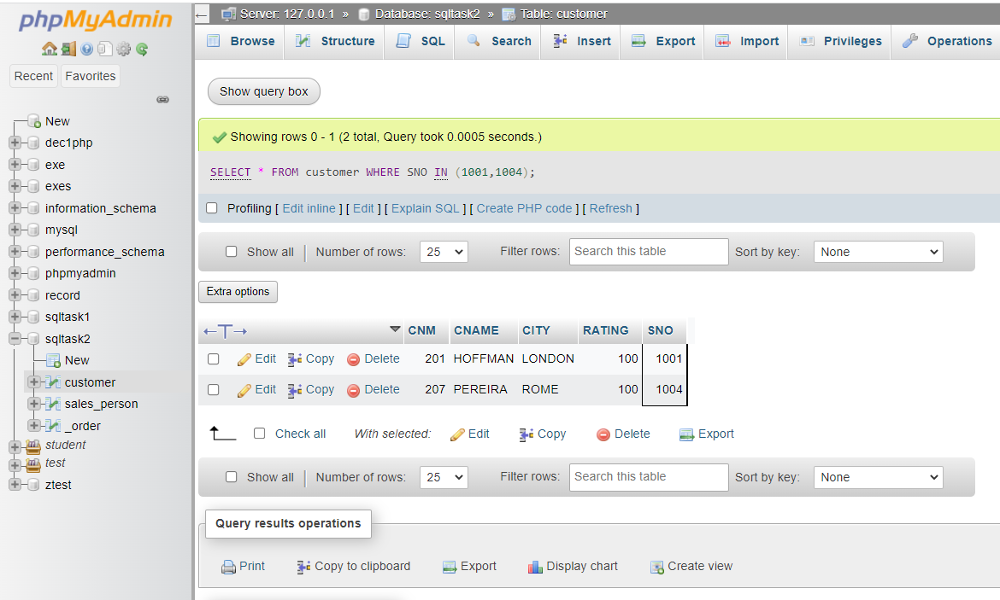 phpMyAdmin
Recent Favorites
New
dec1php
exe
exes
information_schema
mysql
performance_schema
phpmyadmin
record
sqltask1
sqltask2
New
customer
sales_person
_order
student
test
ztest
Server: 127.0.0.1 » Database: sqltask2 » Table: customer
Browse Structure SQL Search Insert Export Import Privileges Operations
Show query box
Showing rows 0 - 1 (2 total, Query took 0.0005 seconds.)
SELECT * FROM customer WHERE SNO IN (1001,1004);
Profiling [ Edit inline ] [ Edit ] [ Explain SQL ] [ Create PHP code ] [ Refresh ]
Show all | Number of rows: 25 Filter rows: Search this table Sort by key: None
Extra options
←T→ CNM CNAME CITY RATING SNO
Edit Copy Delete 201 HOFFMAN LONDON 100 1001
Edit Copy Delete 207 PEREIRA ROME 100 1004
Check all With selected: Edit Copy Delete Export
Show all | Number of rows: 25 Filter rows: Search this table Sort by key: None
Query results operations
Print Copy to clipboard Export Display chart Create view